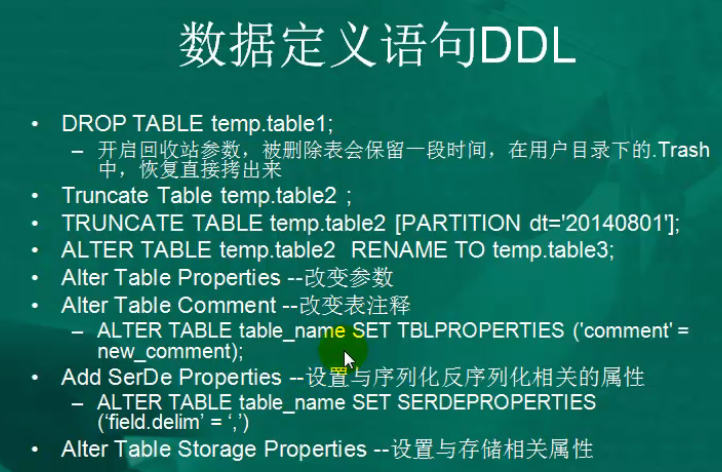 数据定义语句DDL
• DROP TABLE temp.table1;
– 开启回收站参数，被删除表会保留一段时间，在用户目录下的.Trash
中，恢复直接拷出来
• Truncate Table temp.table2 ;
• TRUNCATE TABLE temp.table2 [PARTITION dt='20140801'];
• ALTER TABLE temp.table2  RENAME TO temp.table3;
• Alter Table Properties --改变参数
• Alter Table Comment --改变表注释
– ALTER TABLE table_name SET TBLPROPERTIES ('comment' =
new_comment);
• Add SerDe Properties --设置与序列化反序列化相关的属性
– ALTER TABLE table_name SET SERDEPROPERTIES
(‘field.delim’ = ‘,’)
• Alter Table Storage Properties --设置与存储相关属性